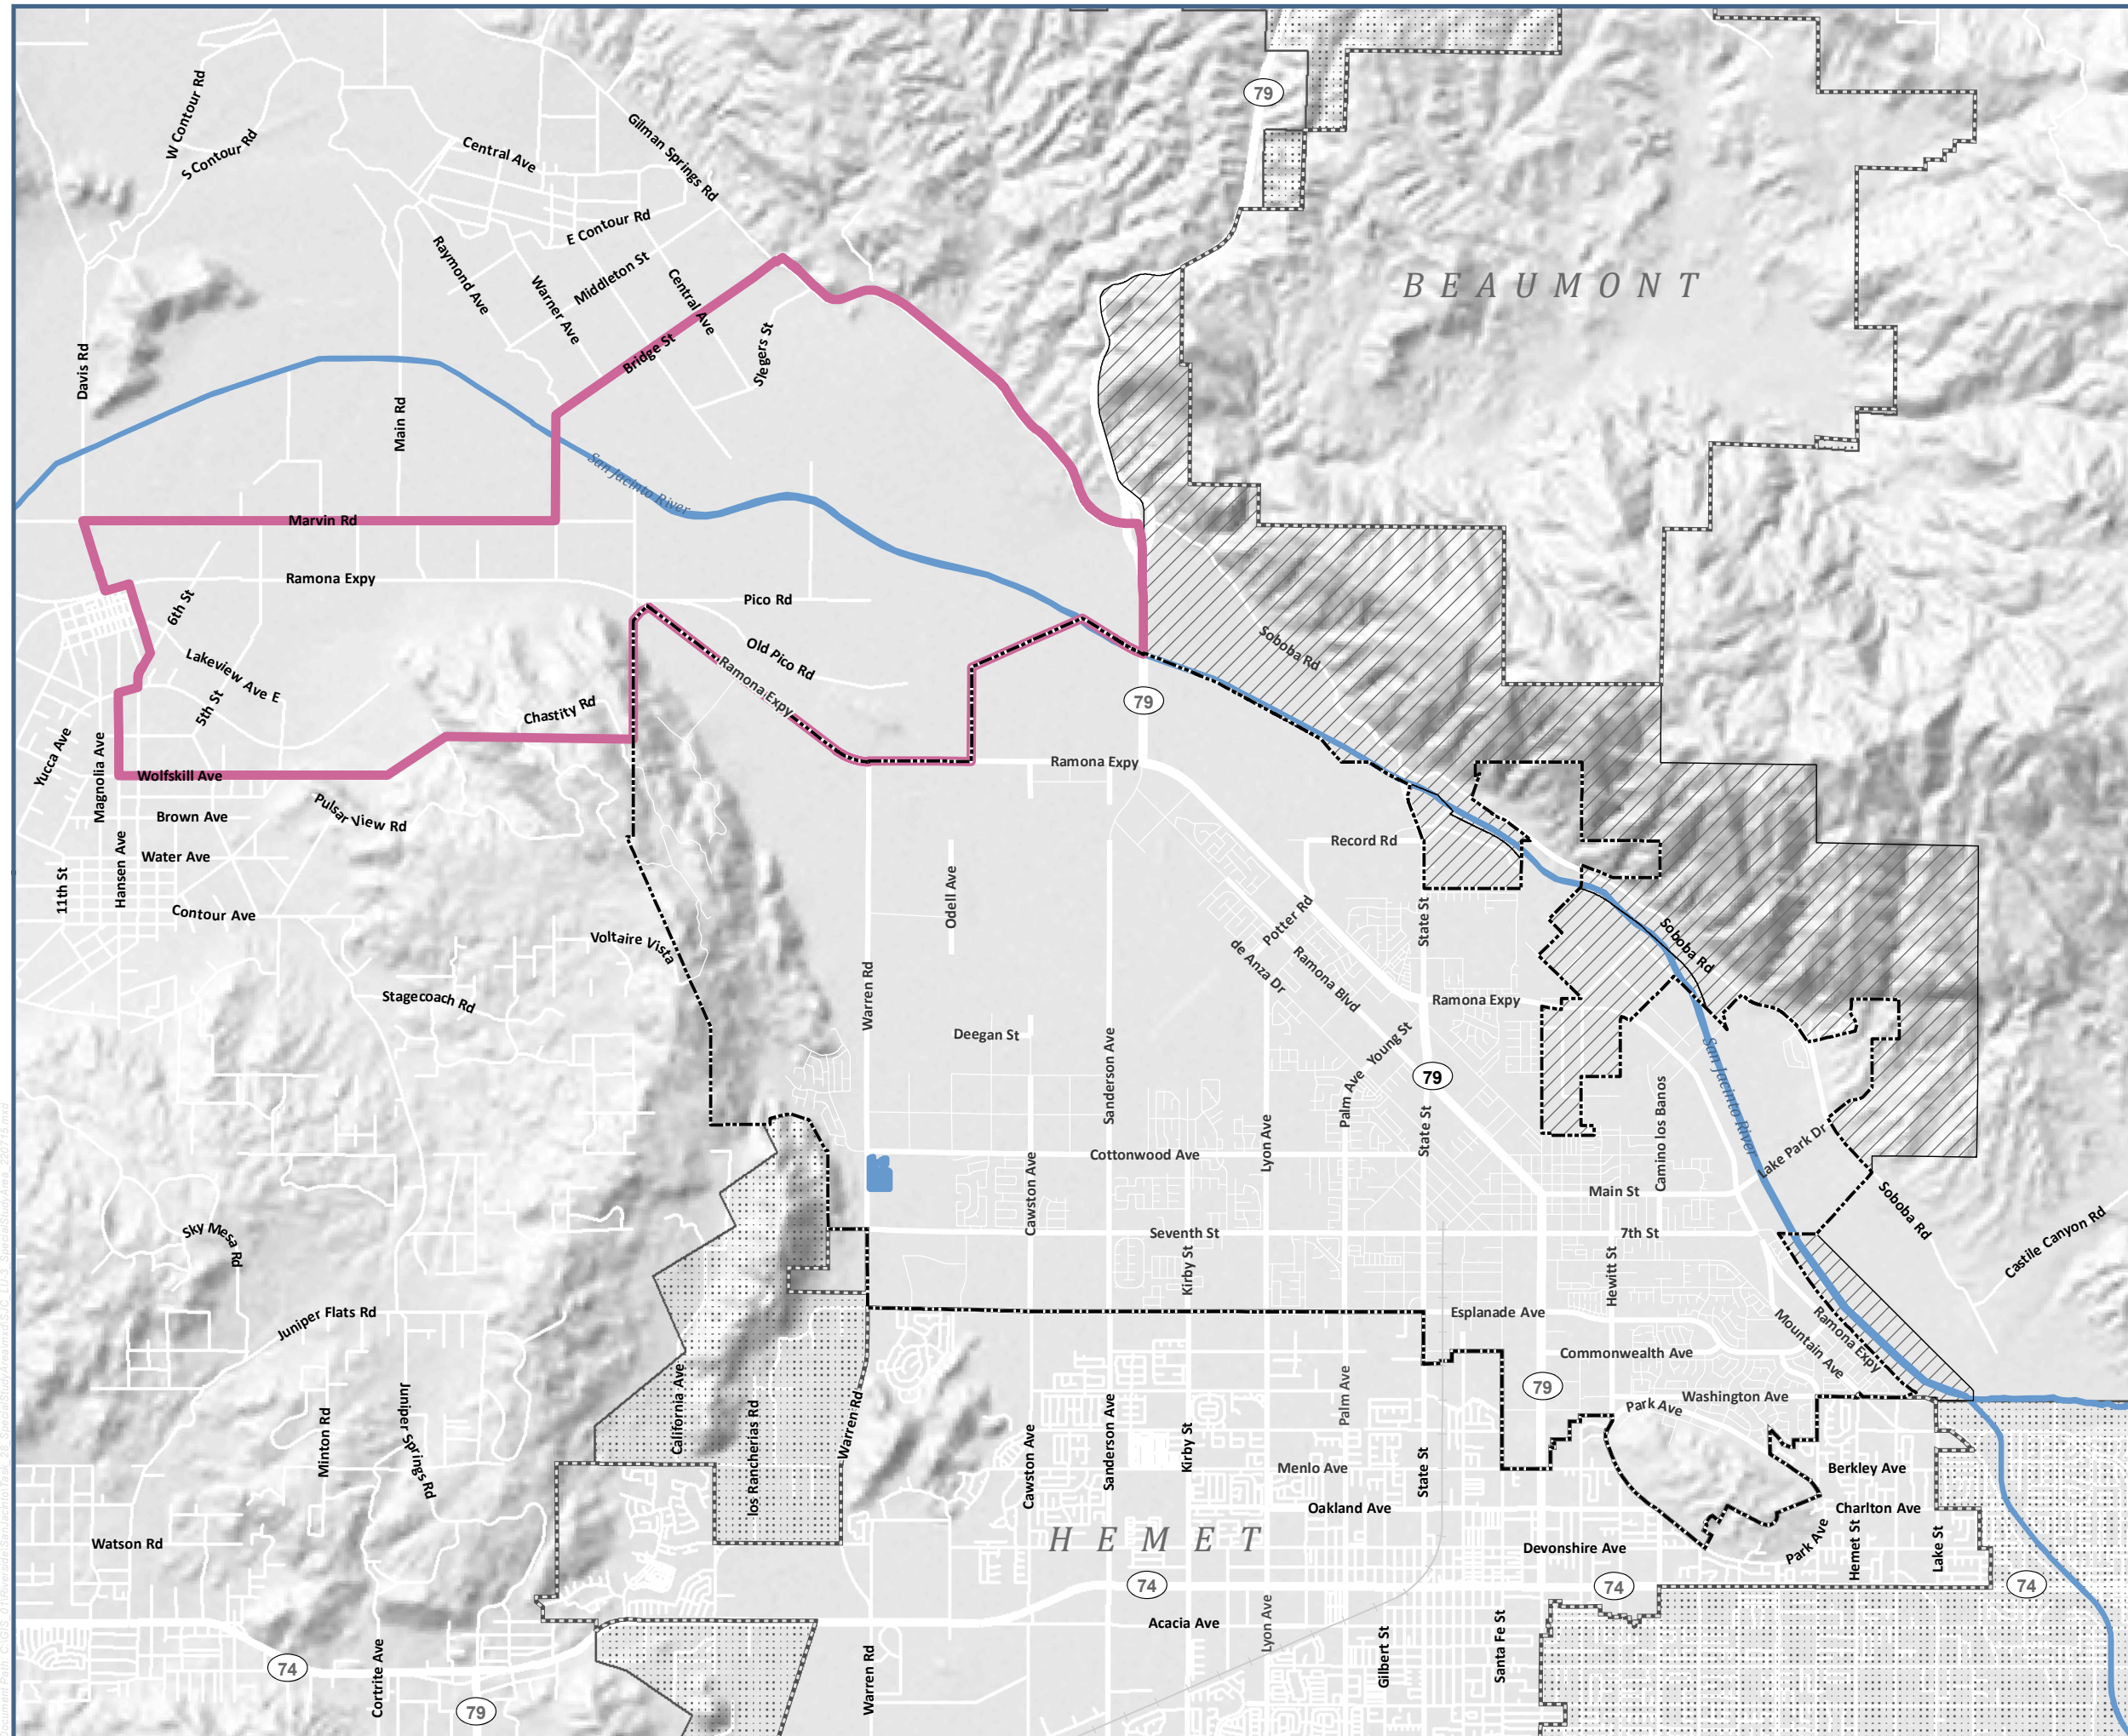 79
W Contour Rd
S Contour Rd
Central Ave
Gilman Springs Rd
E Contour Rd
Raymond Ave
Middleton St
Warner Ave
Central Ave
BEAUMONT
Bridge St
Slegers St
Davis Rd
Main Rd
San Jacinto River
Marvin Rd
Ramona Expy
6th St
Pico Rd
Old Pico Rd
Ramona Expy
Soboba Rd
Lakeview Ave E
5th St
Chastity Rd
79
Yucca Ave
Magnolia Ave
Wolfskill Ave
Ramona Expy
Pulsar View Rd
Brown Ave
Water Ave
Hansen Ave
11th St
Contour Ave
Voltaire Vista
Stagecoach Rd
Record Rd
Odell Ave
State St
Potter Rd
de Anza Dr
Ramona Blvd
Soboba Rd
Warren Rd
Ramona Expy
Deegan St
Young St
Sanderson Ave
79
Palm Ave
San Jacinto River
Camino los Banos
Lyon Ave
State St
Cottonwood Ave
Lake Park Dr
Cawston Ave
Main St
Soboba Rd
Castile Canyon Rd
Seventh St
7th St
Kirby St
Hewitt St
Sky Mesa Rd
Juniper Flats Rd
Esplanade Ave
Ramona Expy
Mountain Ave
Commonwealth Ave
79
Washington Ave
Park Ave
California Ave
los Rancherias Rd
Warren Rd
Juniper Springs Rd
Minton Rd
Cawston Ave
Sanderson Ave
Kirby St
Palm Ave
State St
Menlo Ave
Berkley Ave
Oakland Ave
Charlton Ave
HEMET
Watson Rd
Devonshire Ave
Park Ave
Hemet St
Lake St
74
74
74
Acacia Ave
Lyon Ave
Gilbert St
Santa Fe St
Warren Rd
Cortrite Ave
74
79